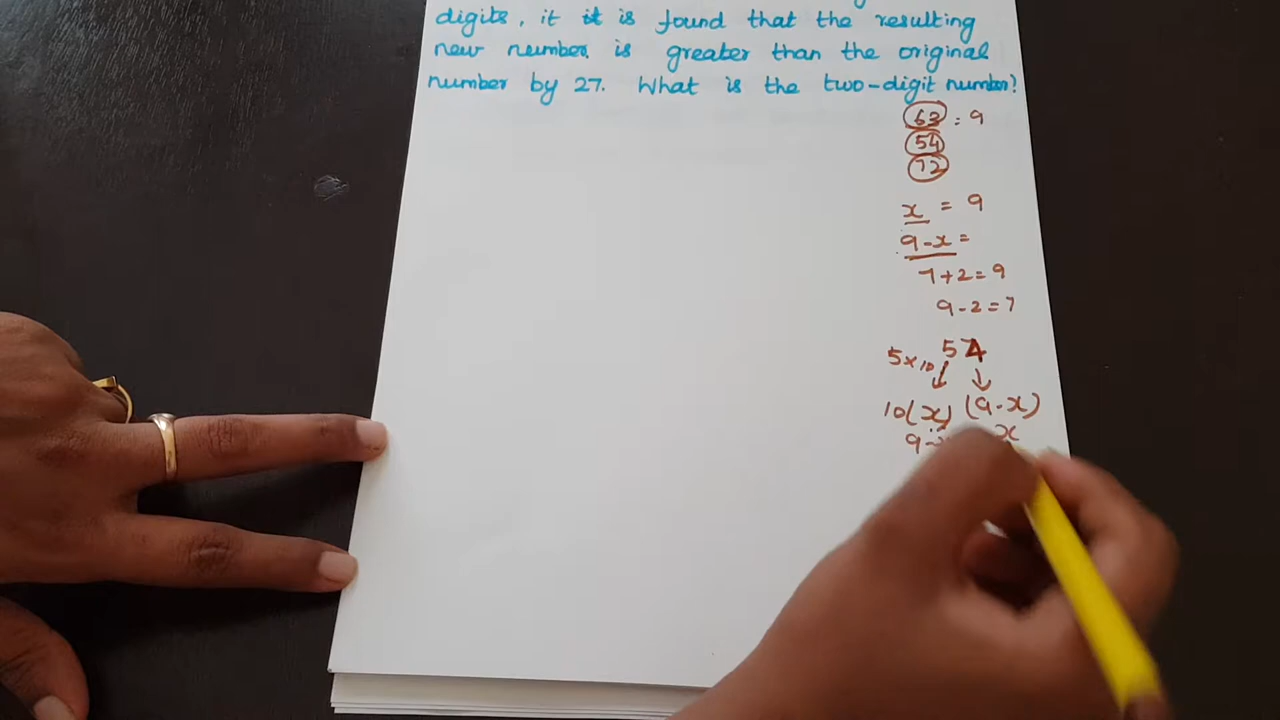 digits, it it is found that the resulting
new number. is greater than the original
number by 27. What is the two-digit number?
63 : 9
54
72
x = 9
9-x =
7+2=9
9-2=7
5×10 54
10(x) (9-x)
x